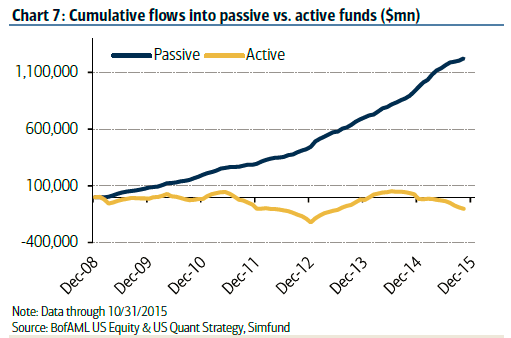 Chart 7: Cumulative flows into passive vs. active funds ($mn)
Passive Active
1,100,000
600,000
100,000
-400,000
Dec-08 Dec-09 Dec-10 Dec-11 Dec-12 Dec-13 Dec-14 Dec-15
Note: Data through 10/31/2015
Source: BofAML US Equity & US Quant Strategy, Simfund